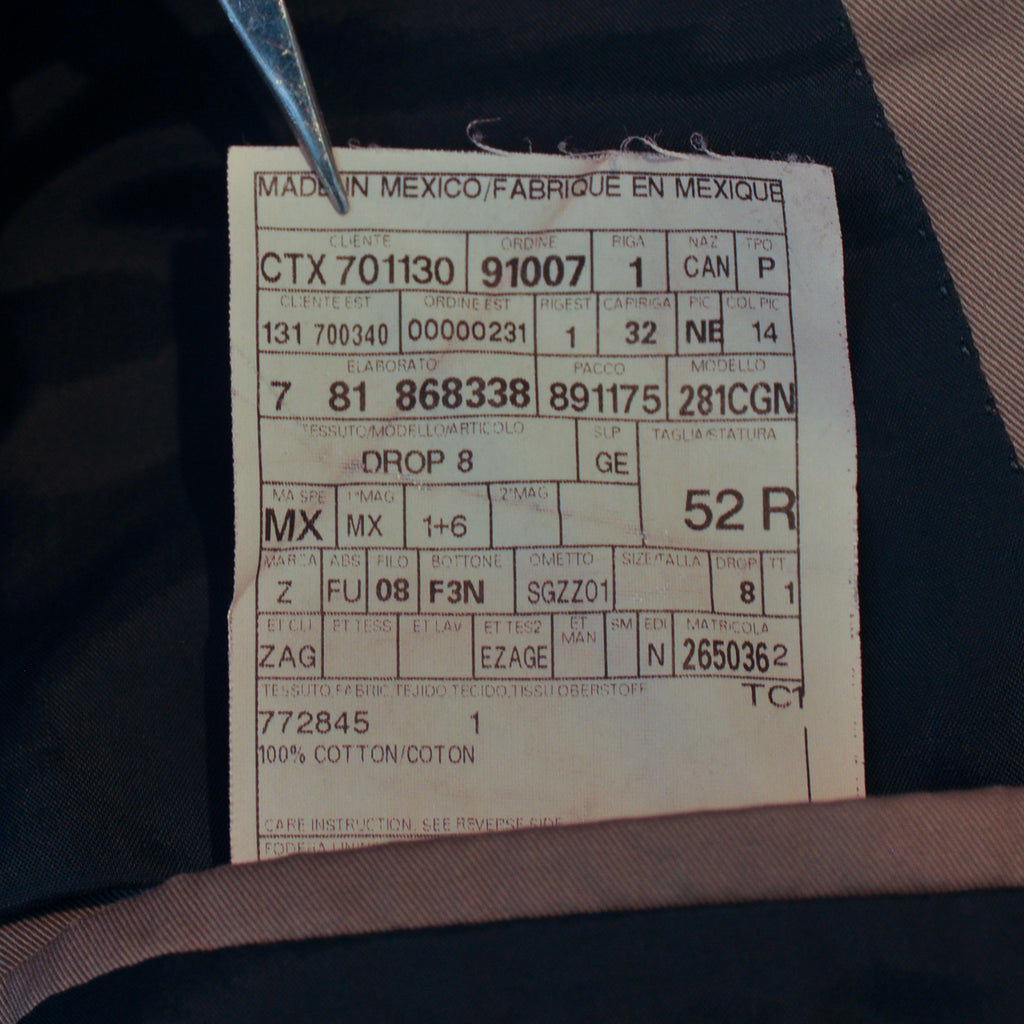 MADE IN MEXICO/FABRIQUE EN MEXIQUE
CLIENTE ORDINE RIGA NAZ TPO
CTX 701130 91007 1 CAN P
CLIENTE EST ORDINE EST RIGEST CAPIRIGA PIC COL PIC
131 700340 00000231 1 32 NE 14
ELABORATO PACCO MODELLO
7 81 868338 891175 281CGN
TESSUTO/MODELLO/ARTICOLO SLP TAGLIA/STATURA
DROP 8 GE 52 R
MA SPE 1°MAG 2°MAG
MX MX 1+6
MARCA ABS FILO BOTTONE OMETTO SIZE/TALLA DROP TT.
Z FU 08 F3N SGZZ01 8 1
ET CLI ET TESS ET LAV ET TES2 ET MAN SM EDI MATRICOLA
ZAG EZAGE N 2650362
TESSUTO,FABRIC,TEJIDO,TECIDO,TISSU,OBERSTOFF TC1
772845 1
100% COTTON/COTON
CARE INSTRUCTION, SEE REVERSE SIDE
FODERA